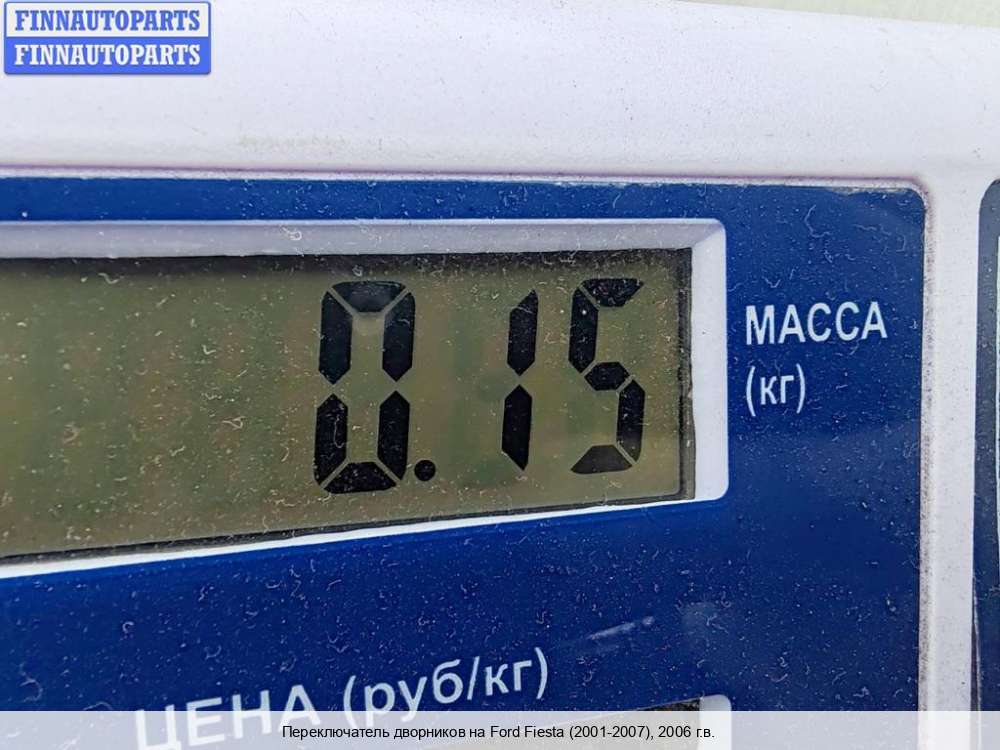 FINNAUTOPARTS
FINNAUTOPARTS
0.15
МАССА
(кг)
ЦЕНА (руб/кг)
Переключатель дворников на Ford Fiesta (2001-2007), 2006 г.в.